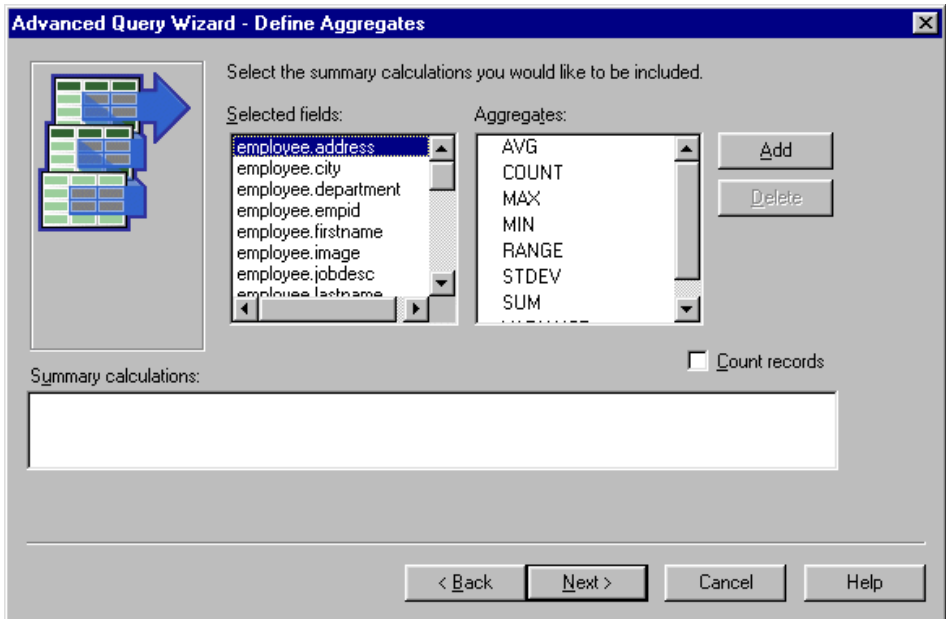 Advanced Query Wizard - Define Aggregates
Select the summary calculations you would like to be included.
Selected fields:
employee.address
employee.city
employee.department
employee.empid
employee.firstname
employee.image
employee.jobdesc
employee.lastname
Aggregates:
AVG
COUNT
MAX
MIN
RANGE
STDEV
SUM
Add
Delete
Count records
Summary calculations:
< Back
Next >
Cancel
Help